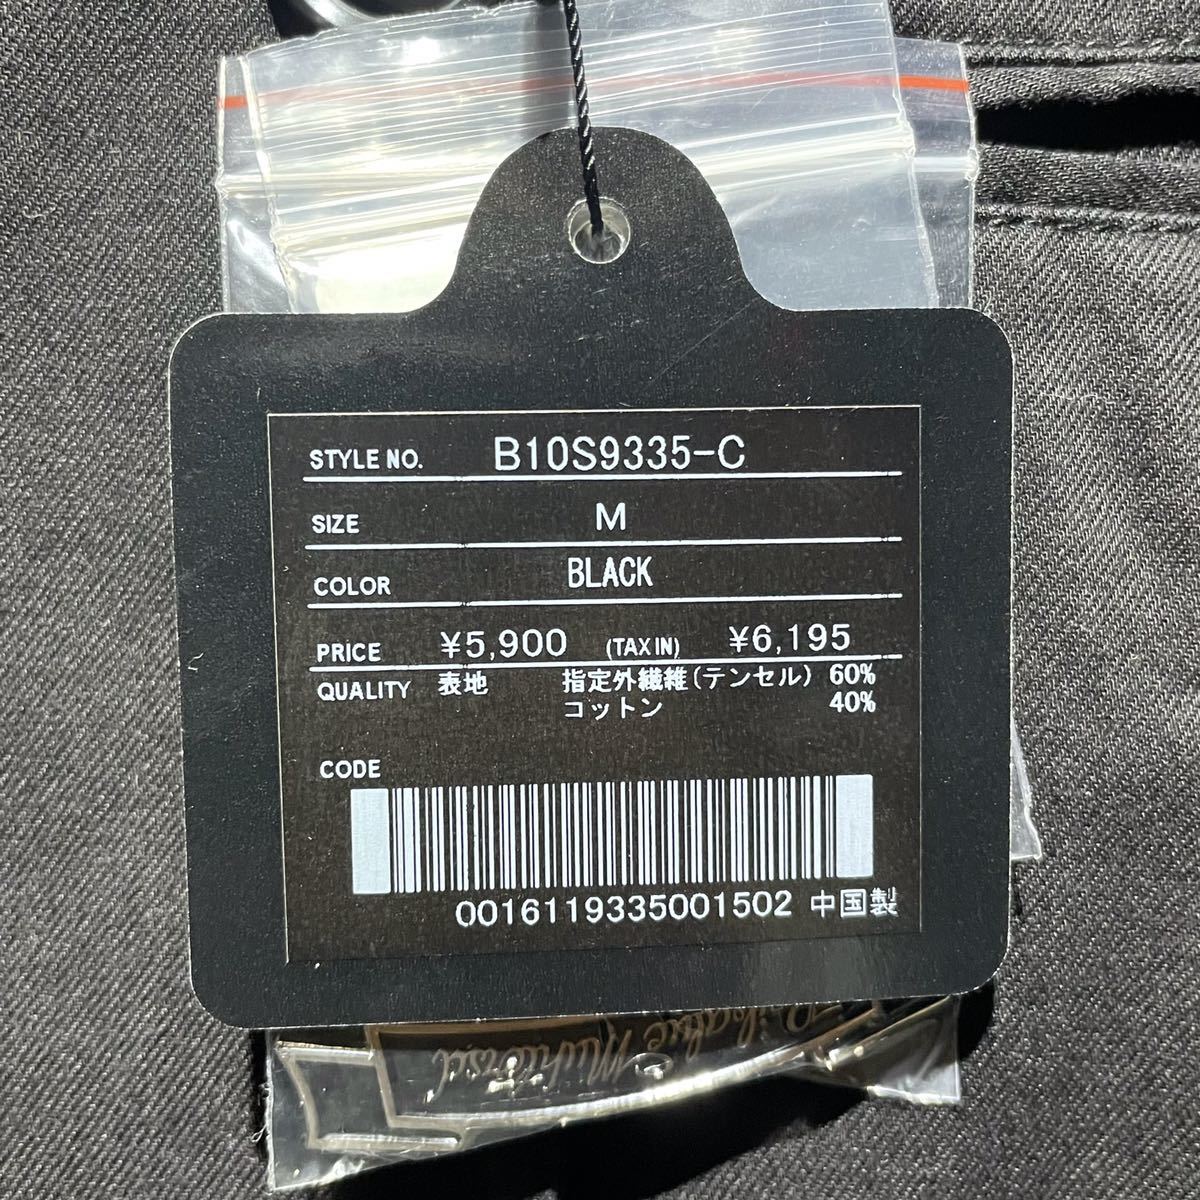 STYLE NO. B10S9335-C
SIZE M
COLOR BLACK
PRICE ¥5,900 (TAX IN) ¥6,195
QUALITY 表地 指定外繊維(テンセル) 60%
コットン 40%
CODE
0016119335001502 中国製